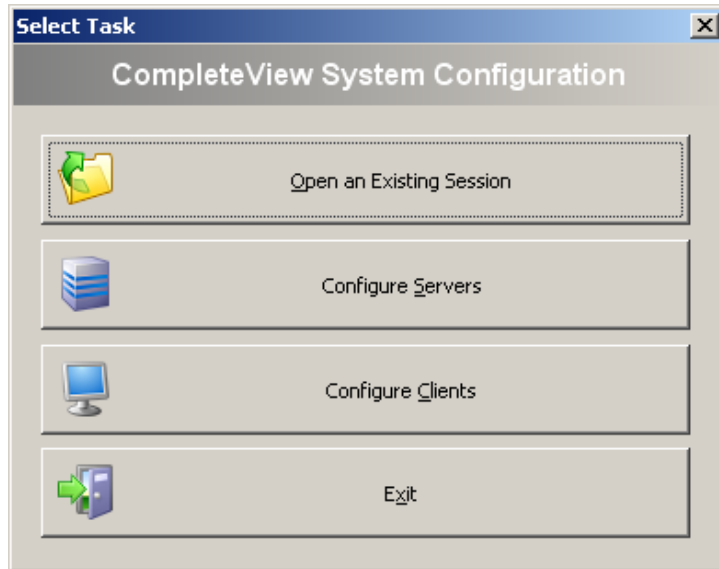 Select Task
CompleteView System Configuration
Open an Existing Session
Configure Servers
Configure Clients
Exit